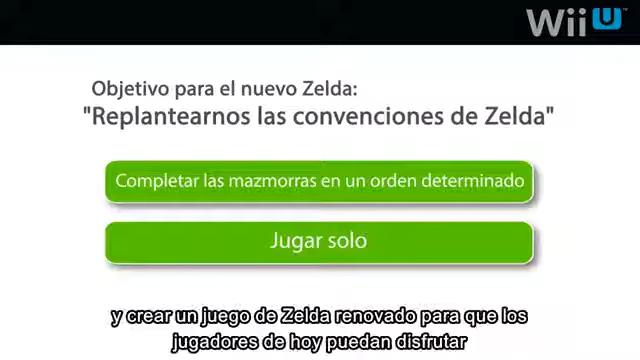 Wii U
Objetivo para el nuevo Zelda:
"Replantearnos las convenciones de Zelda"
Completar las mazmorras en un orden determinado
Jugar solo
y crear un juego de Zelda renovado para que los
jugadores de hoy puedan disfrutar